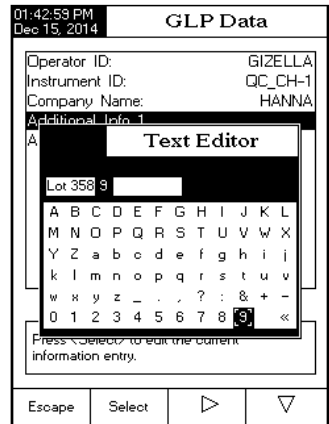 01:42:59 PM
Dec 15, 2014
GLP Data
Operator ID: GIZELLA
Instrument ID: QC_CH-1
Company Name: HANNA
Additional Info 1
A
Text Editor
Lot 358 9
A B C D E F G H I J K L
M N O P Q R S T U V W X
Y Z a b c d e f g h i j
k l m n o p q r s t u v
w x y z _ . , ? : & + -
0 1 2 3 4 5 6 7 8 [9] «
Press <Select> to edit the current
information entry.
Escape Select ▷ ▽